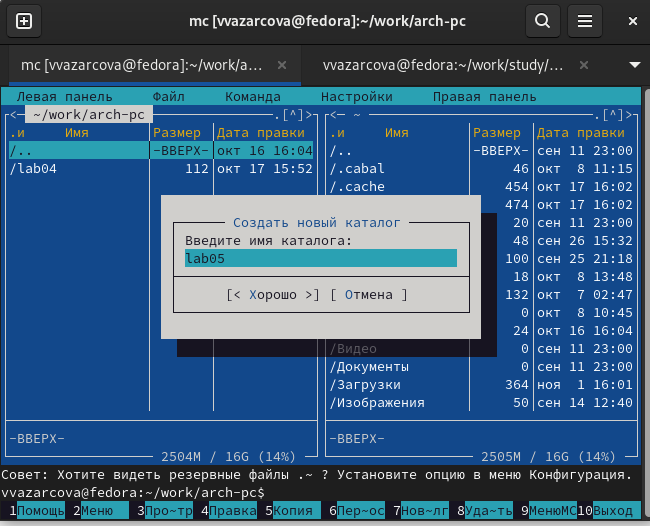 mc [vvazarcova@fedora]:~/work/arch-pc
mc [vvazarcova@fedora]:~/work/a…
vvazarcova@fedora:~/work/study/…
Левая панель Файл Команда Настройки Правая панель
<─ ~/work/arch-pc .[^]> <─ ~ .[^]>
.и Имя Размер Дата правки .и Имя Размер Дата правки
/.. -ВВЕРХ- окт 16 16:04 /.. -ВВЕРХ- сен 11 23:00
/lab04 112 окт 17 15:52 /.cabal 46 окт 8 11:15
/.cache 454 окт 17 16:02
474 окт 17 16:02
Создать новый каталог 20 сен 11 23:00
Введите имя каталога: 48 сен 26 15:32
lab05 100 сен 25 21:18
18 окт 8 13:48
[< Хорошо >] [ Отмена ] 132 окт 7 02:47
0 окт 8 10:45
24 окт 16 16:04
/Видео 0 сен 11 23:00
/Документы 0 сен 11 23:00
/Загрузки 364 ноя 1 16:01
/Изображения 50 сен 14 12:40
-ВВЕРХ- -ВВЕРХ-
2504M / 16G (14%) 2505M / 16G (14%)
Совет: Хотите видеть резервные файлы .~ ? Установите опцию в меню Конфигурация.
vvazarcova@fedora:~/work/arch-pc$
1Помощь 2Меню 3Про~тр 4Правка 5Копия 6Пер~ос 7Нов~лг 8Уда~ть 9МенюMC 10Выход